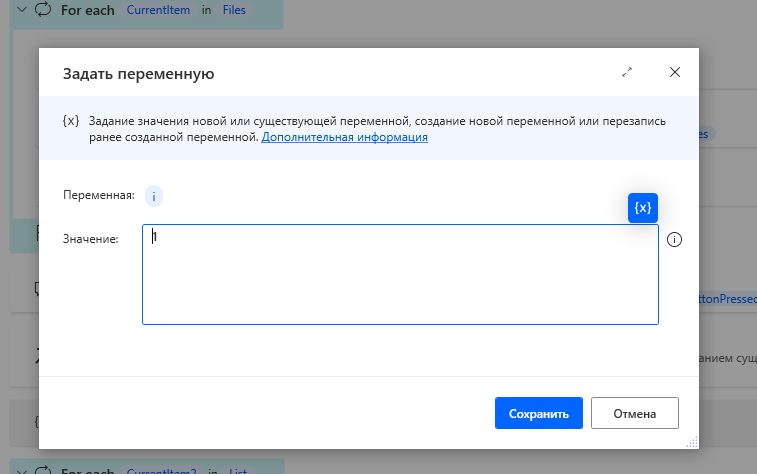 For each CurrentItem in Files
Задать переменную
{x} Задание значения новой или существующей переменной, создание новой переменной или перезапись
ранее созданной переменной. Дополнительная информация
es
Переменная: i
{x}
Значение: 1
ttonPressed
анием сущ
Сохранить Отмена
For each CurrentItem2 in List